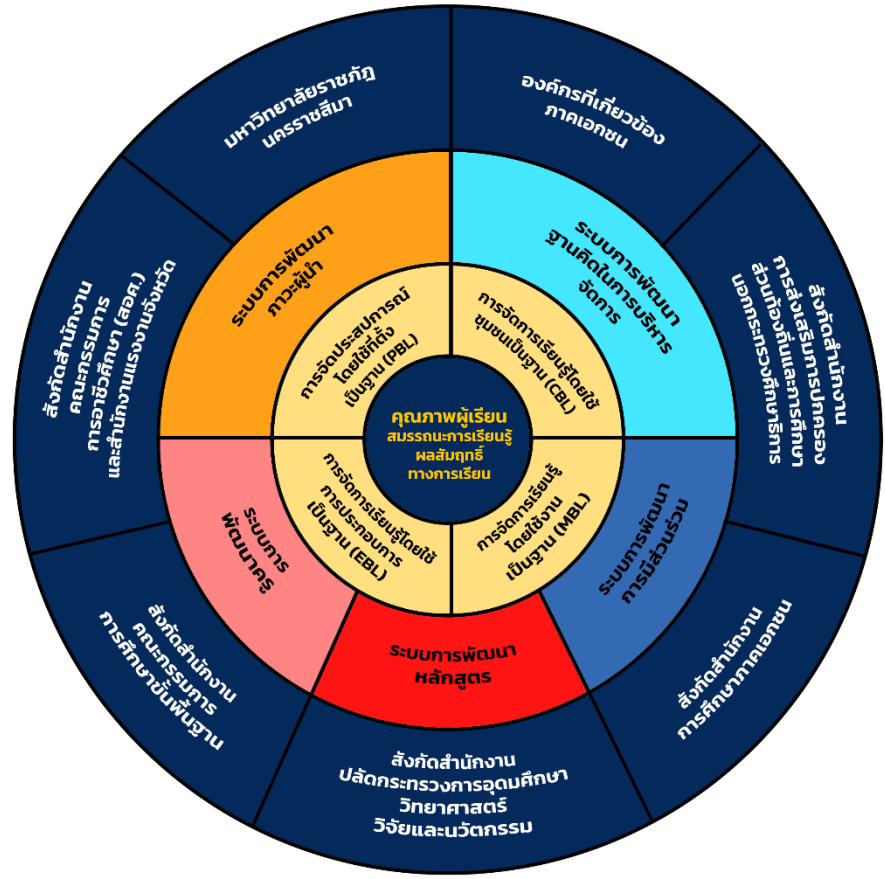 มหาวิทยาลัยราชภัฏ
นครราชสีมา
องค์กรที่เกี่ยวข้อง
ภาคเอกชน
สังกัดสำนักงาน
การส่งเสริมการปกครอง
ส่วนท้องถิ่นและการศึกษา
นอกกระทรวงศึกษาธิการ
สังกัดสำนักงาน
การศึกษาภาคเอกชน
สังกัดสำนักงาน
ปลัดกระทรวงการอุดมศึกษา
วิทยาศาสตร์
วิจัยและนวัตกรรม
สังกัดสำนักงาน
คณะกรรมการ
การศึกษาขั้นพื้นฐาน
สังกัดสำนักงาน
คณะกรรมการ
การอาชีวศึกษา (สอศ.)
และสำนักงานแรงงานจังหวัด
ระบบการพัฒนา
ภาวะผู้นำ
ระบบการพัฒนา
ฐานคิดในการบริหาร
จัดการ
ระบบการพัฒนา
การมีส่วนร่วม
ระบบการพัฒนา
หลักสูตร
ระบบการ
พัฒนาครู
การจัดประสปการณ์
โดยใช้ที่ตั้ง
เป็นฐาน (PBL)
การจัดการเรียนรู้โดยใช้
ชุมชนเป็นฐาน (CBL)
การจัดการเรียนรู้
โดยใช้งาน
เป็นฐาน (MBL)
การจัดการเรียนรู้โดยใช้
การประกอบการ
เป็นฐาน (EBL)
คุณภาพผู้เรียน
สมรรถนะการเรียนรู้
ผลสัมฤทธิ์
ทางการเรียน